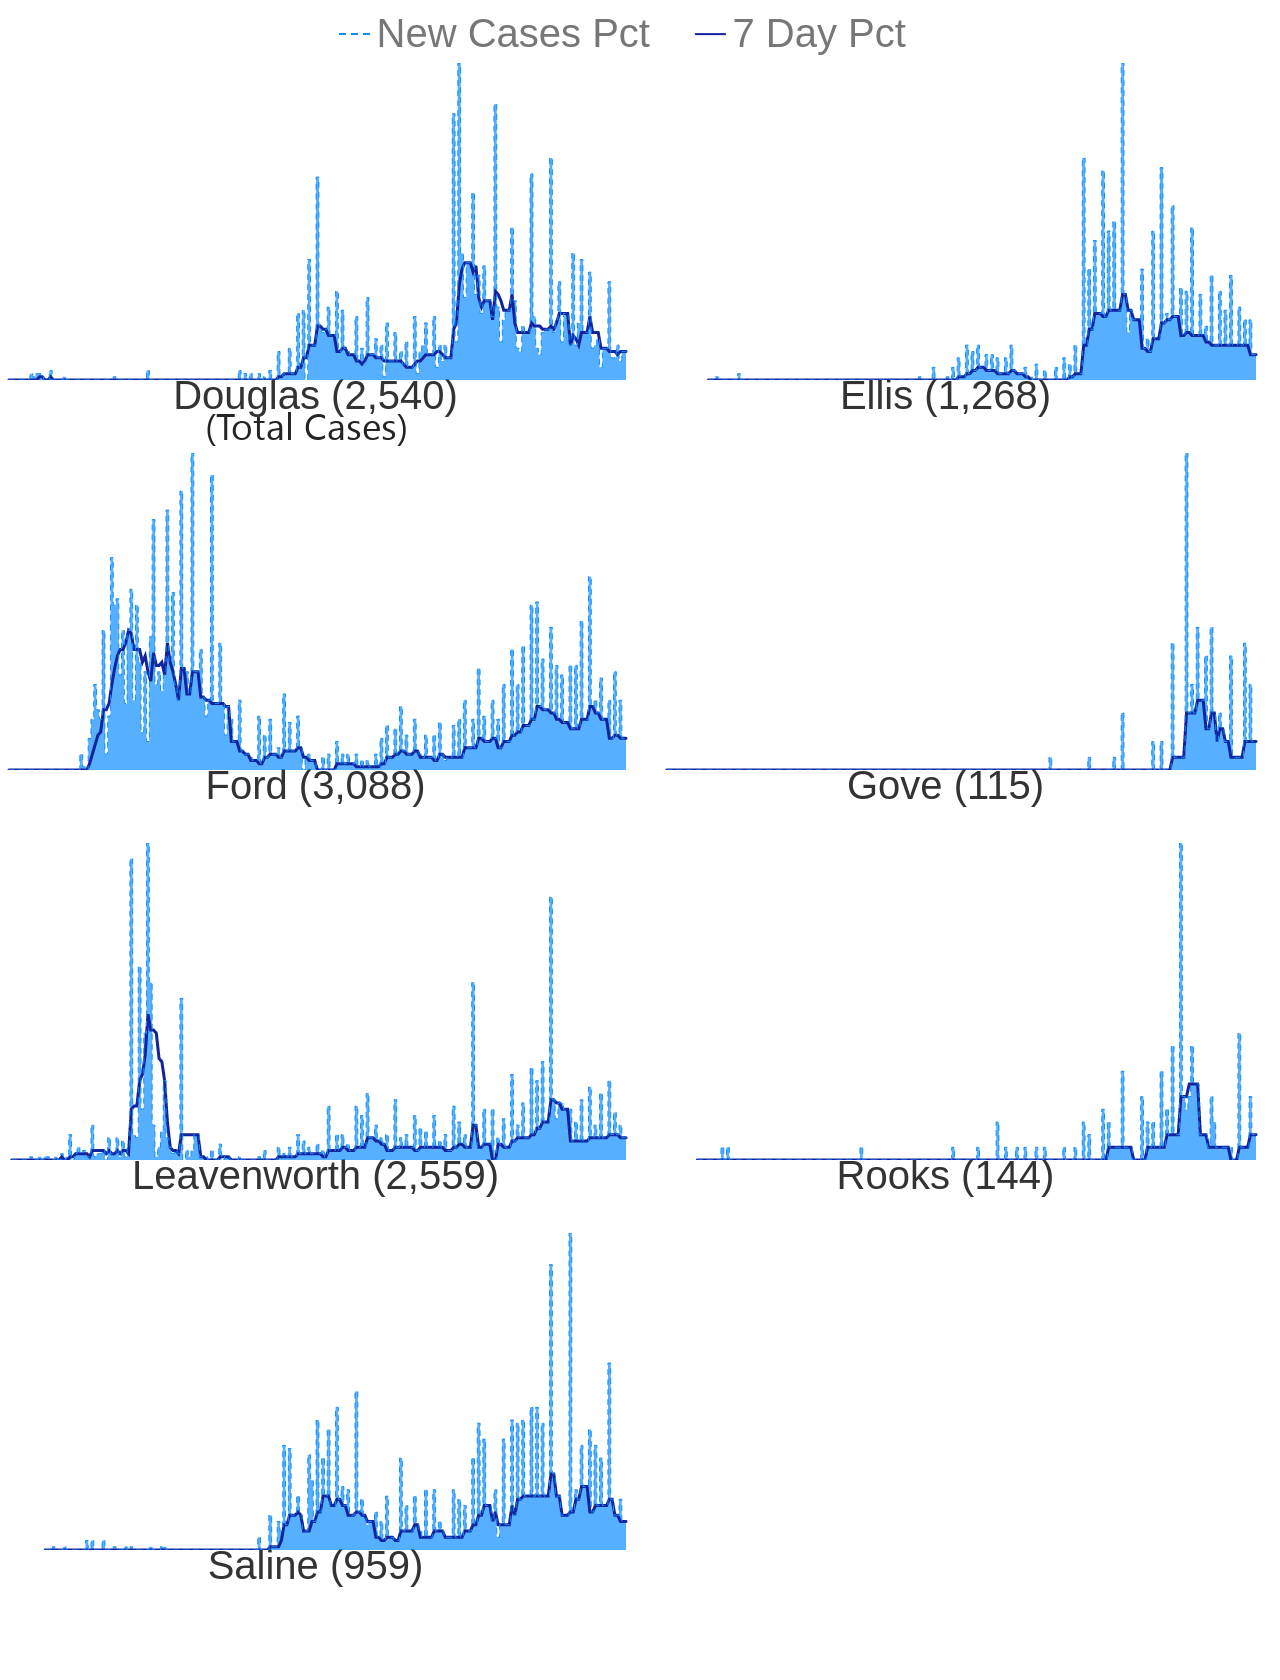 New Cases Pct 7 Day Pct
Douglas (2,540) Ellis (1,268)
(Total Cases)
Ford (3,088) Gove (115)
Leavenworth (2,559) Rooks (144)
Saline (959)